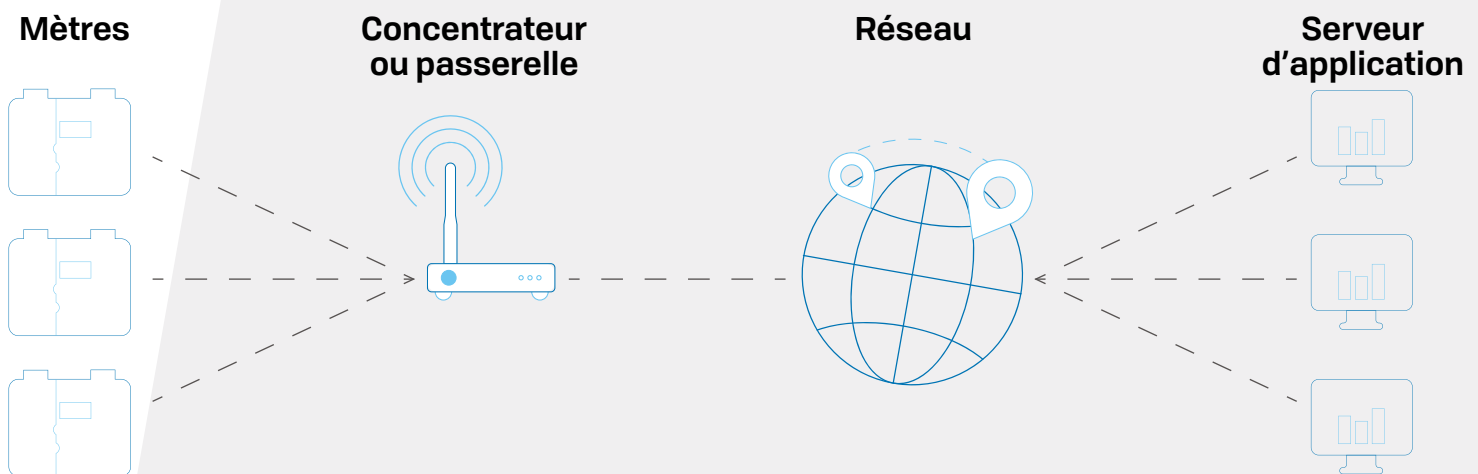 Mètres
Concentrateur
ou passerelle
Réseau
Serveur
d'application